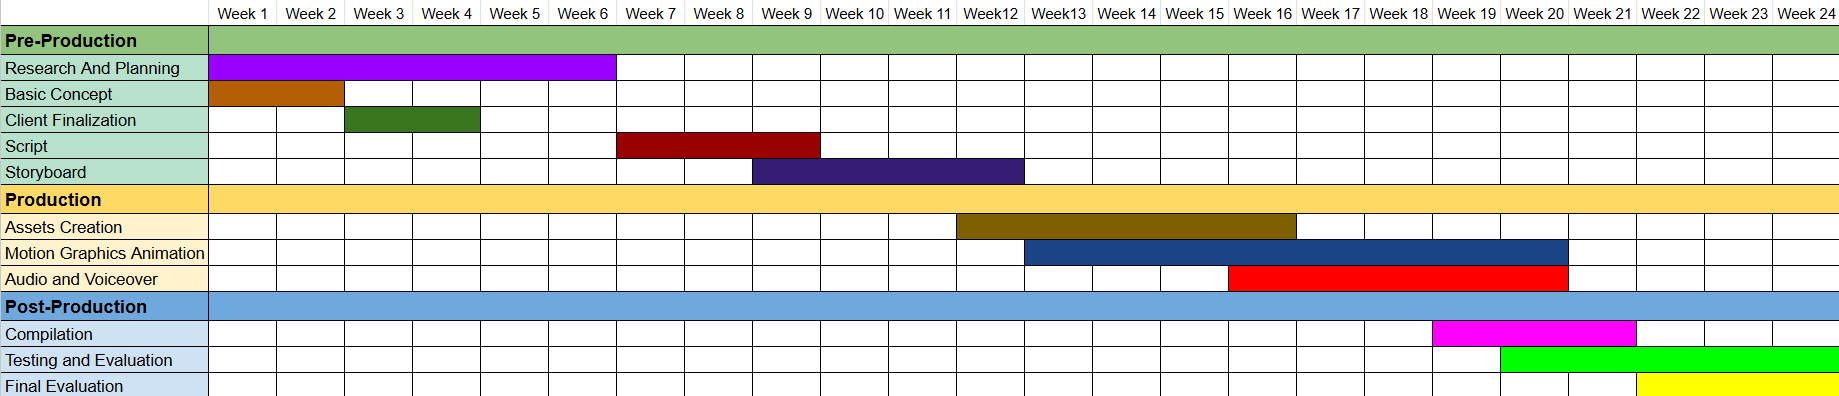 Week 1 Week 2 Week 3 Week 4 Week 5 Week 6 Week 7 Week 8 Week 9 Week 10 Week 11 Week12 Week13 Week 14 Week 15 Week 16 Week 17 Week 18 Week 19 Week 20 Week 21 Week 22 Week 23 Week 24
Pre-Production
Research And Planning
Basic Concept
Client Finalization
Script
Storyboard
Production
Assets Creation
Motion Graphics Animation
Audio and Voiceover
Post-Production
Compilation
Testing and Evaluation
Final Evaluation